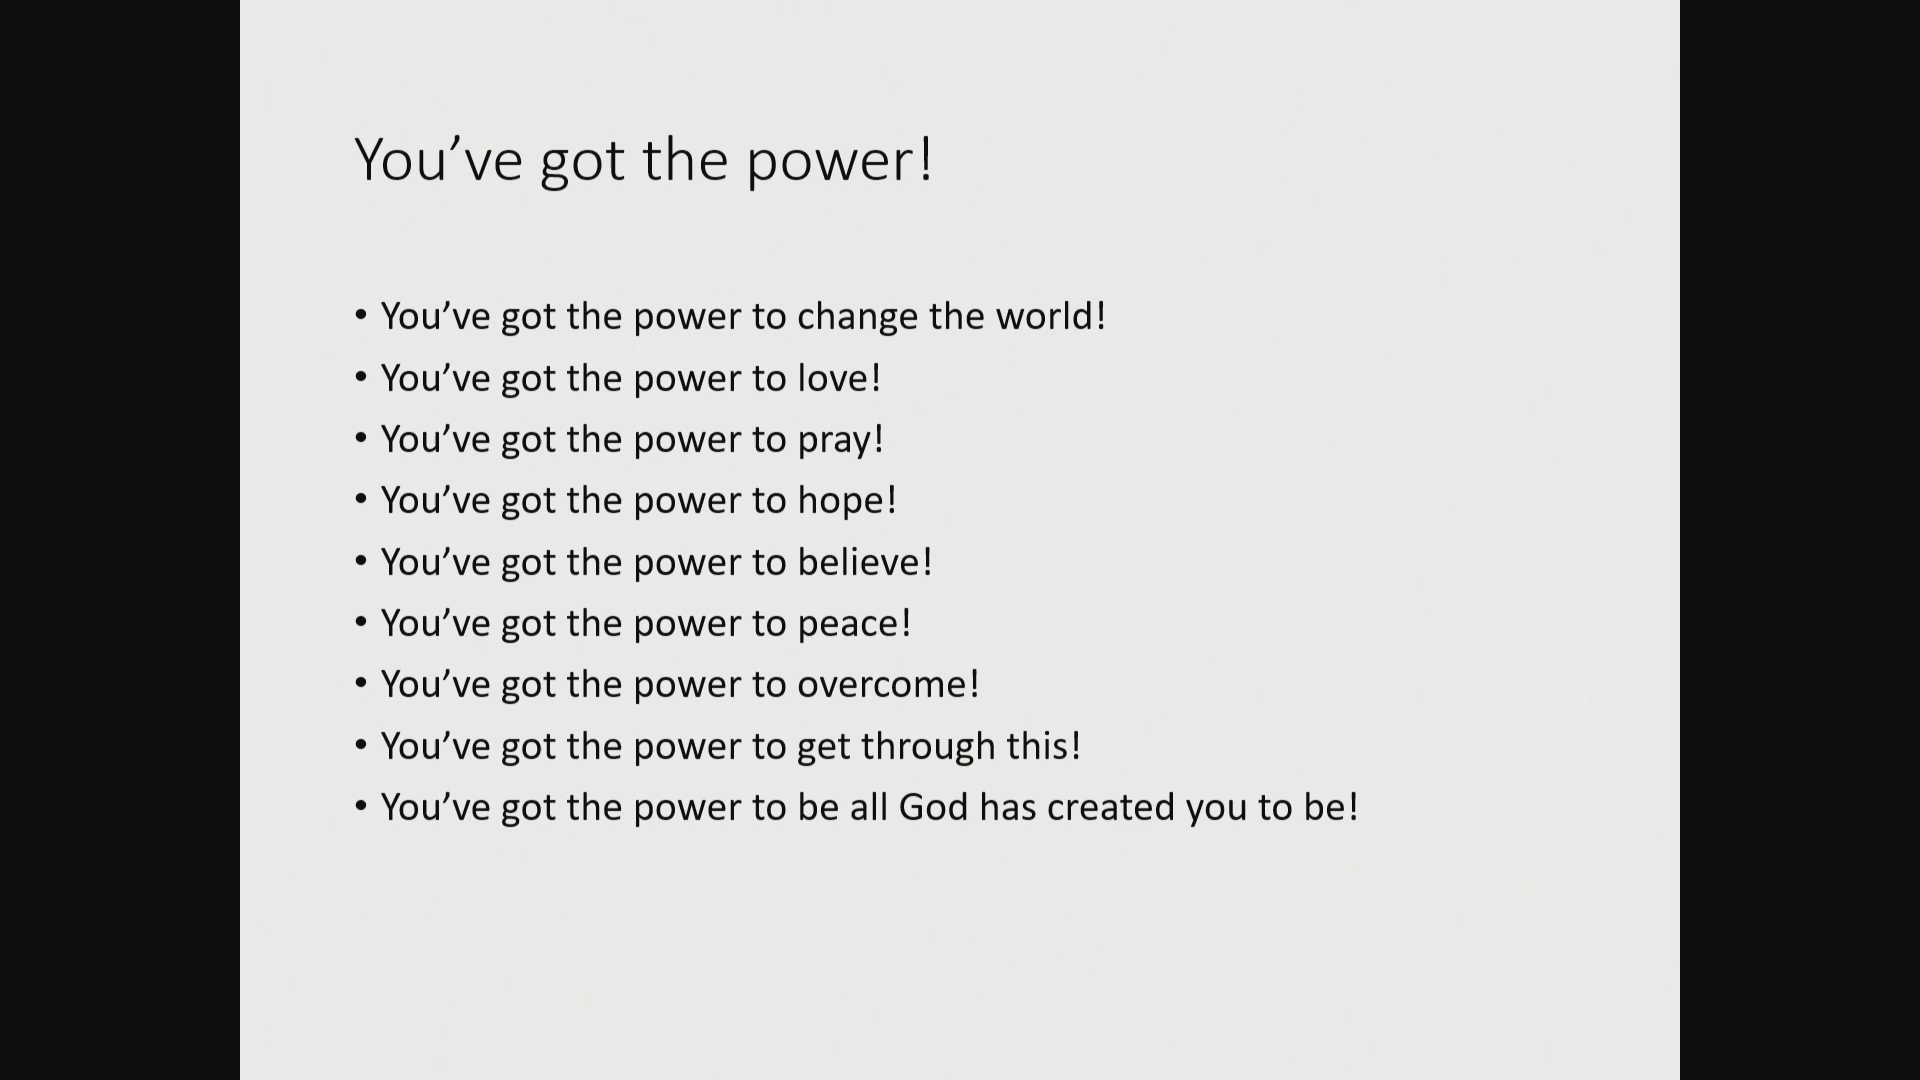 You’ve got the power!
• You’ve got the power to change the world!
• You’ve got the power to love!
• You’ve got the power to pray!
• You’ve got the power to hope!
• You’ve got the power to believe!
• You’ve got the power to peace!
• You’ve got the power to overcome!
• You’ve got the power to get through this!
• You’ve got the power to be all God has created you to be!